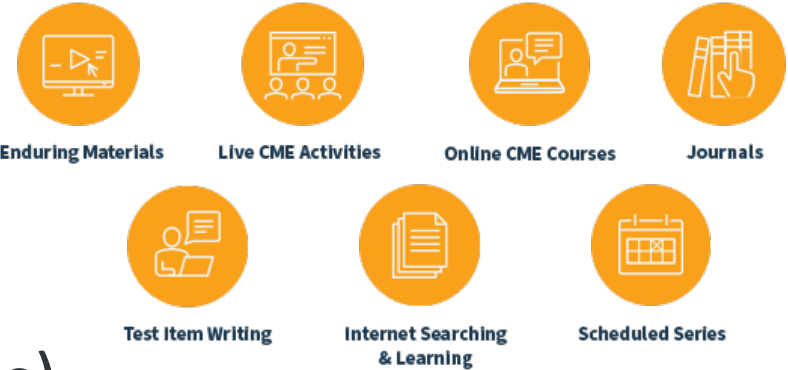 Enduring Materials
Live CME Activities
Online CME Courses
Journals
Test Item Writing
Internet Searching
& Learning
Scheduled Series